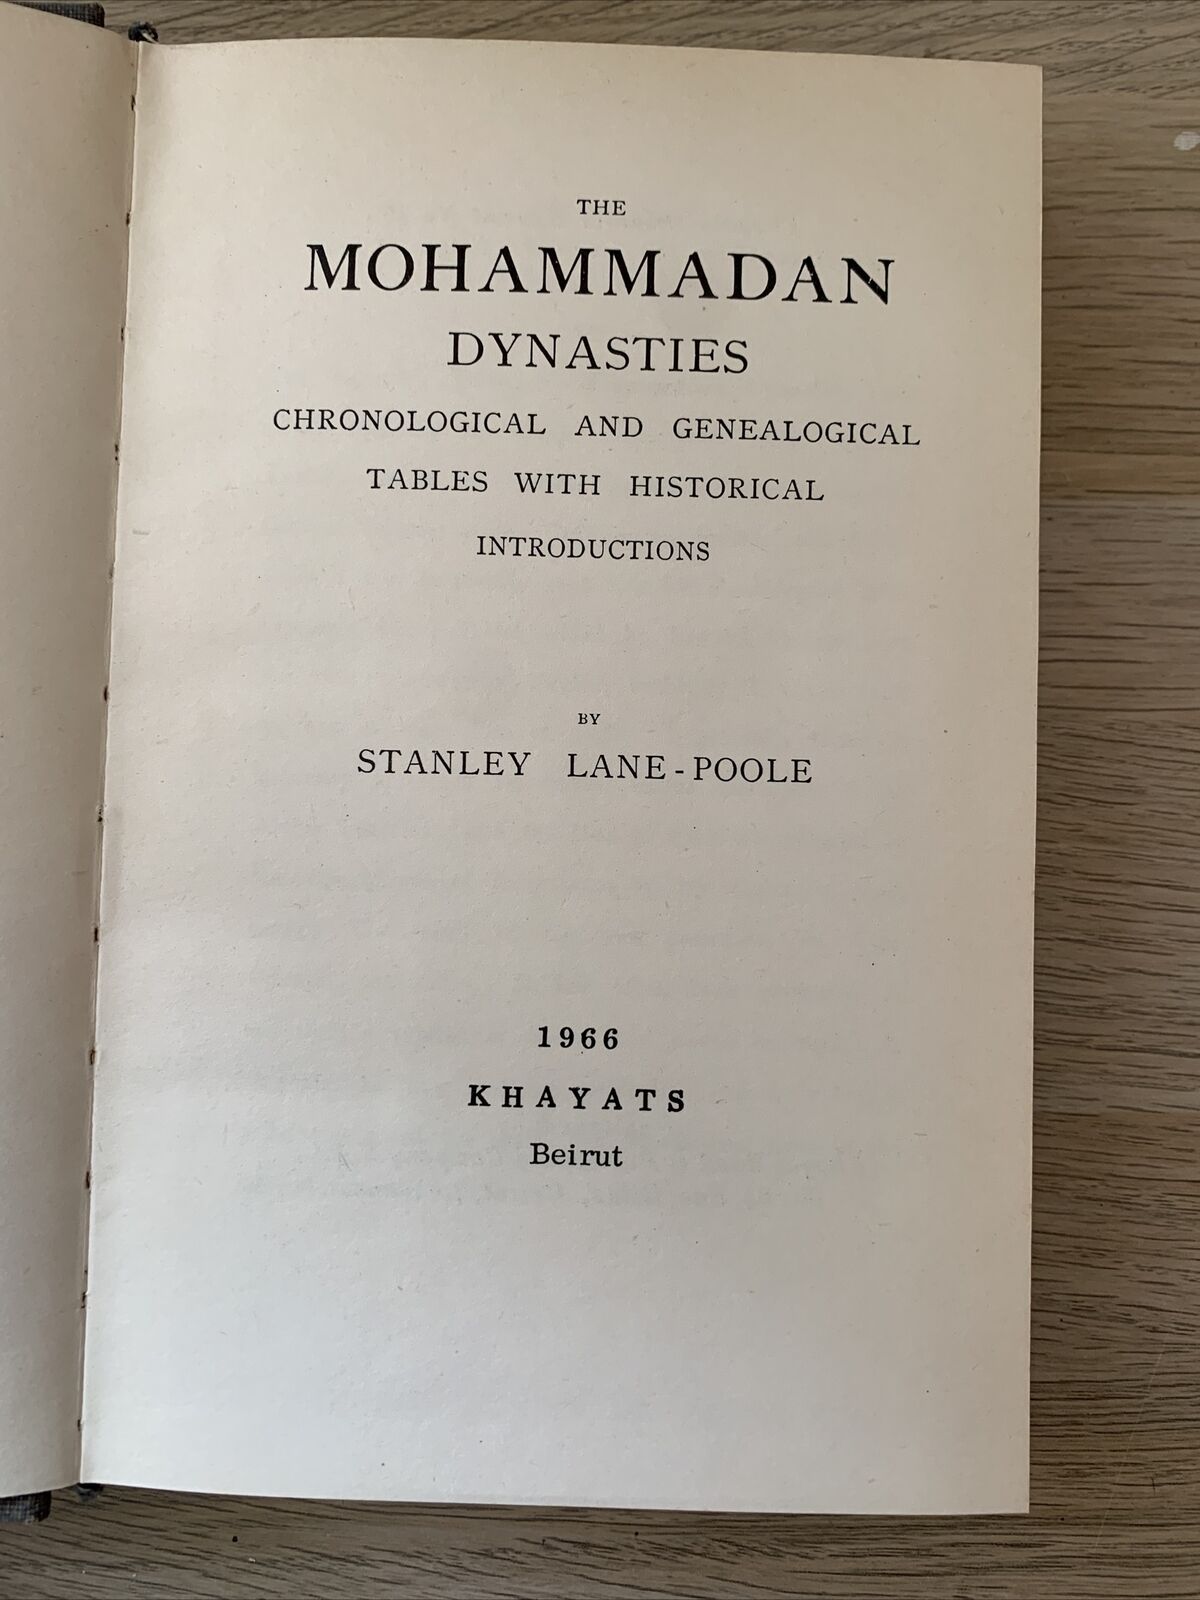 THE
MOHAMMADAN
DYNASTIES
CHRONOLOGICAL AND GENEALOGICAL
TABLES WITH HISTORICAL
INTRODUCTIONS
BY
STANLEY LANE-POOLE
1966
KHAYATS
Beirut